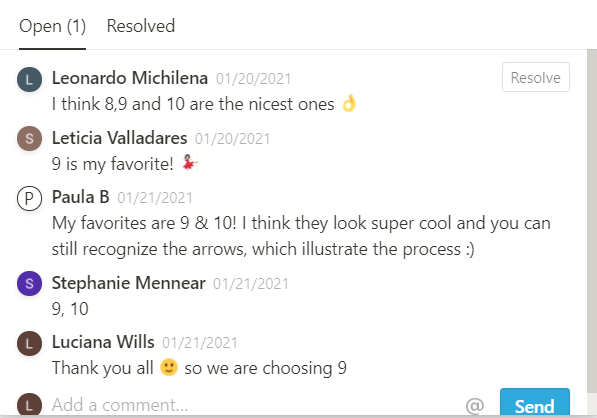 Open (1) Resolved
L Leonardo Michilena 01/20/2021 Resolve
I think 8,9 and 10 are the nicest ones 👌
S Leticia Valladares 01/20/2021
9 is my favorite! 💃
P Paula B 01/21/2021
My favorites are 9 & 10! I think they look super cool and you can
still recognize the arrows, which illustrate the process :)
S Stephanie Mennear 01/21/2021
9, 10
L Luciana Wills 01/21/2021
Thank you all 🙂 so we are choosing 9
L Add a comment... @ Send